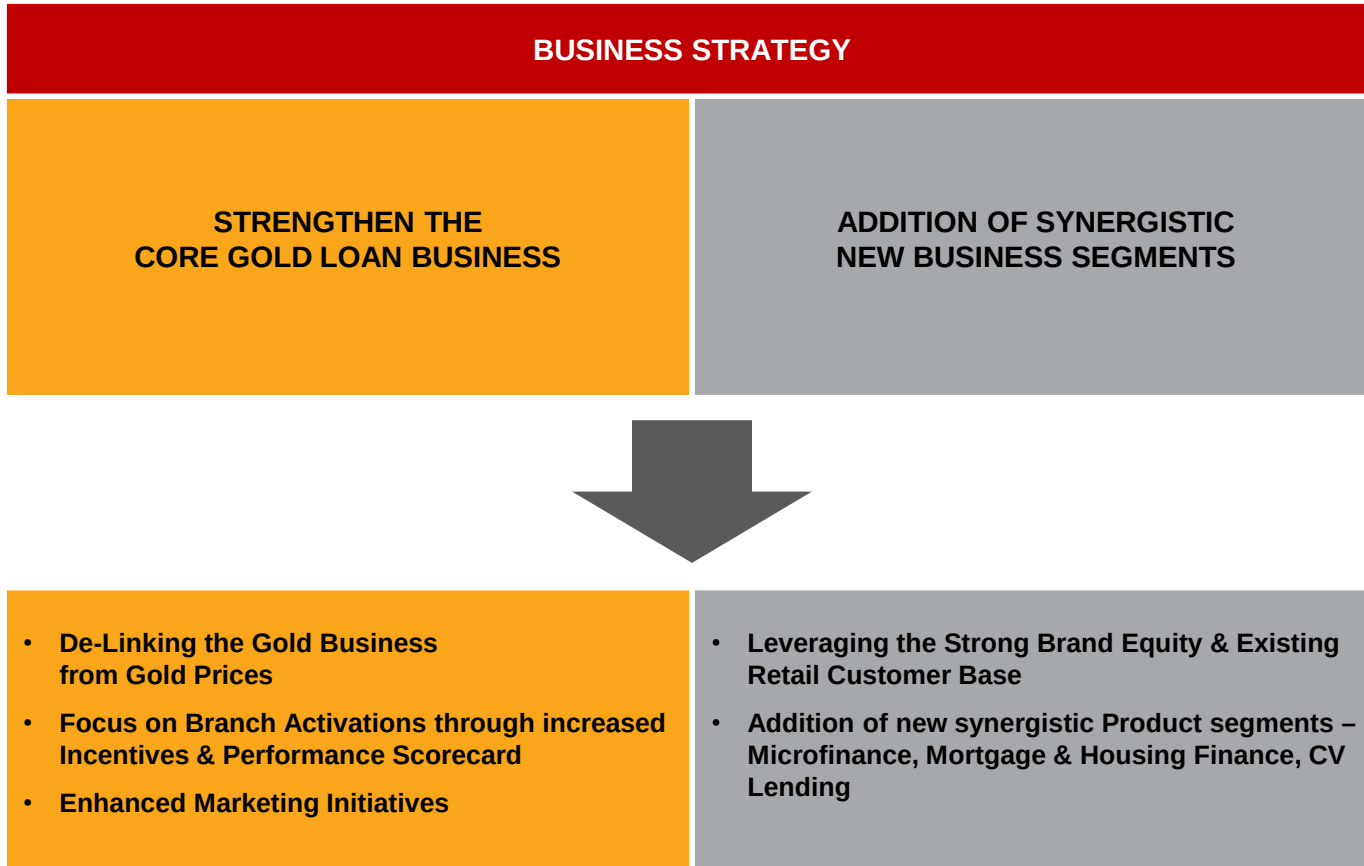 BUSINESS STRATEGY
STRENGTHEN THE
CORE GOLD LOAN BUSINESS
ADDITION OF SYNERGISTIC
NEW BUSINESS SEGMENTS
• De-Linking the Gold Business
from Gold Prices
• Focus on Branch Activations through increased
Incentives & Performance Scorecard
• Enhanced Marketing Initiatives
• Leveraging the Strong Brand Equity & Existing
Retail Customer Base
• Addition of new synergistic Product segments –
Microfinance, Mortgage & Housing Finance, CV
Lending